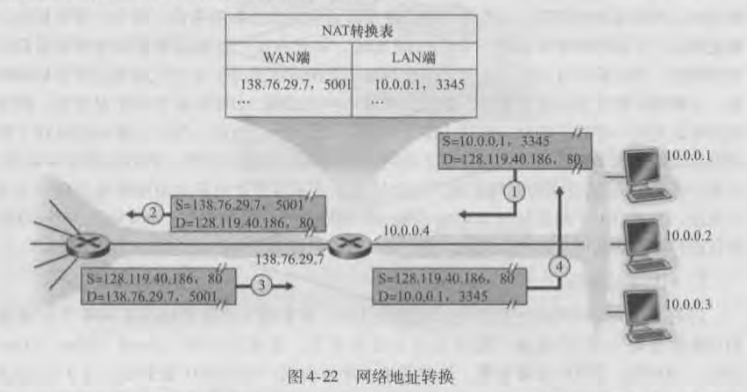 NAT转换表
WAN端 LAN端
138.76.29.7，5001 10.0.0.1，3345
… …
S=10.0.0.1，3345
D=128.119.40.186，80
①
10.0.0.1
S=138.76.29.7，5001
D=128.119.40.186，80
②
10.0.0.4
10.0.0.2
138.76.29.7
④
S=128.119.40.186，80
D=138.76.29.7，5001
③
S=128.119.40.186，80
D=10.0.0.1，3345
10.0.0.3
图4-22 网络地址转换